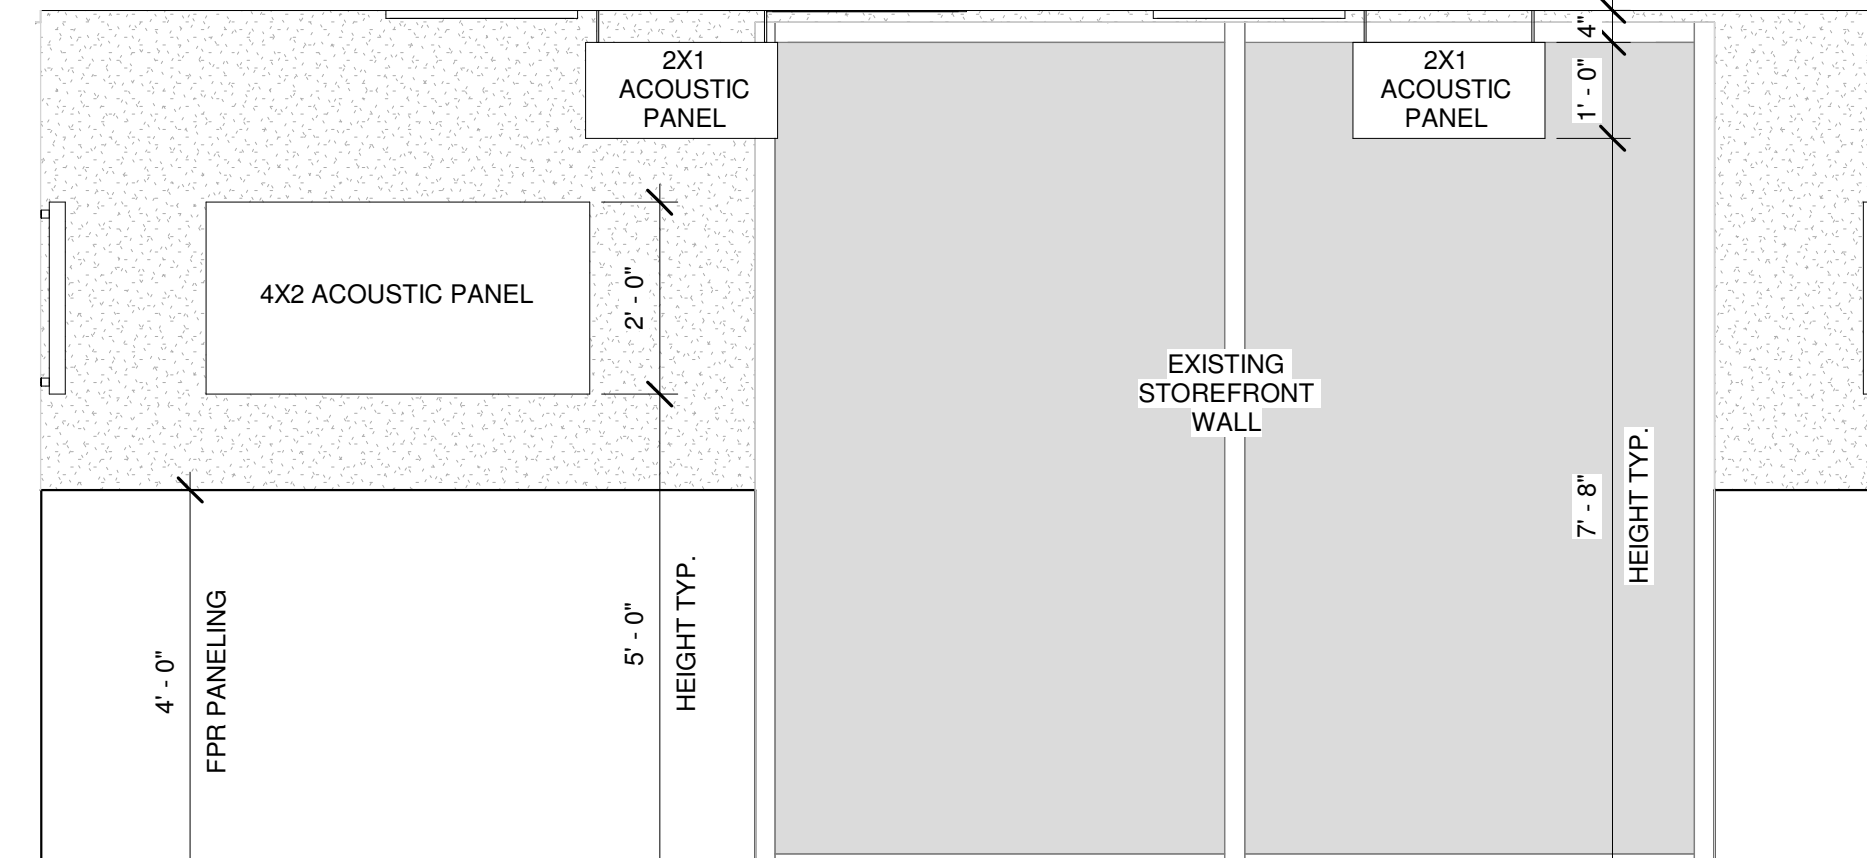 2X1
ACOUSTIC
PANEL
2X1
ACOUSTIC
PANEL
4"
1' - 0"
4X2 ACOUSTIC PANEL
2' - 0"
EXISTING
STOREFRONT
WALL
7' - 8"
HEIGHT TYP.
4' - 0"
FPR PANELING
5' - 0"
HEIGHT TYP.